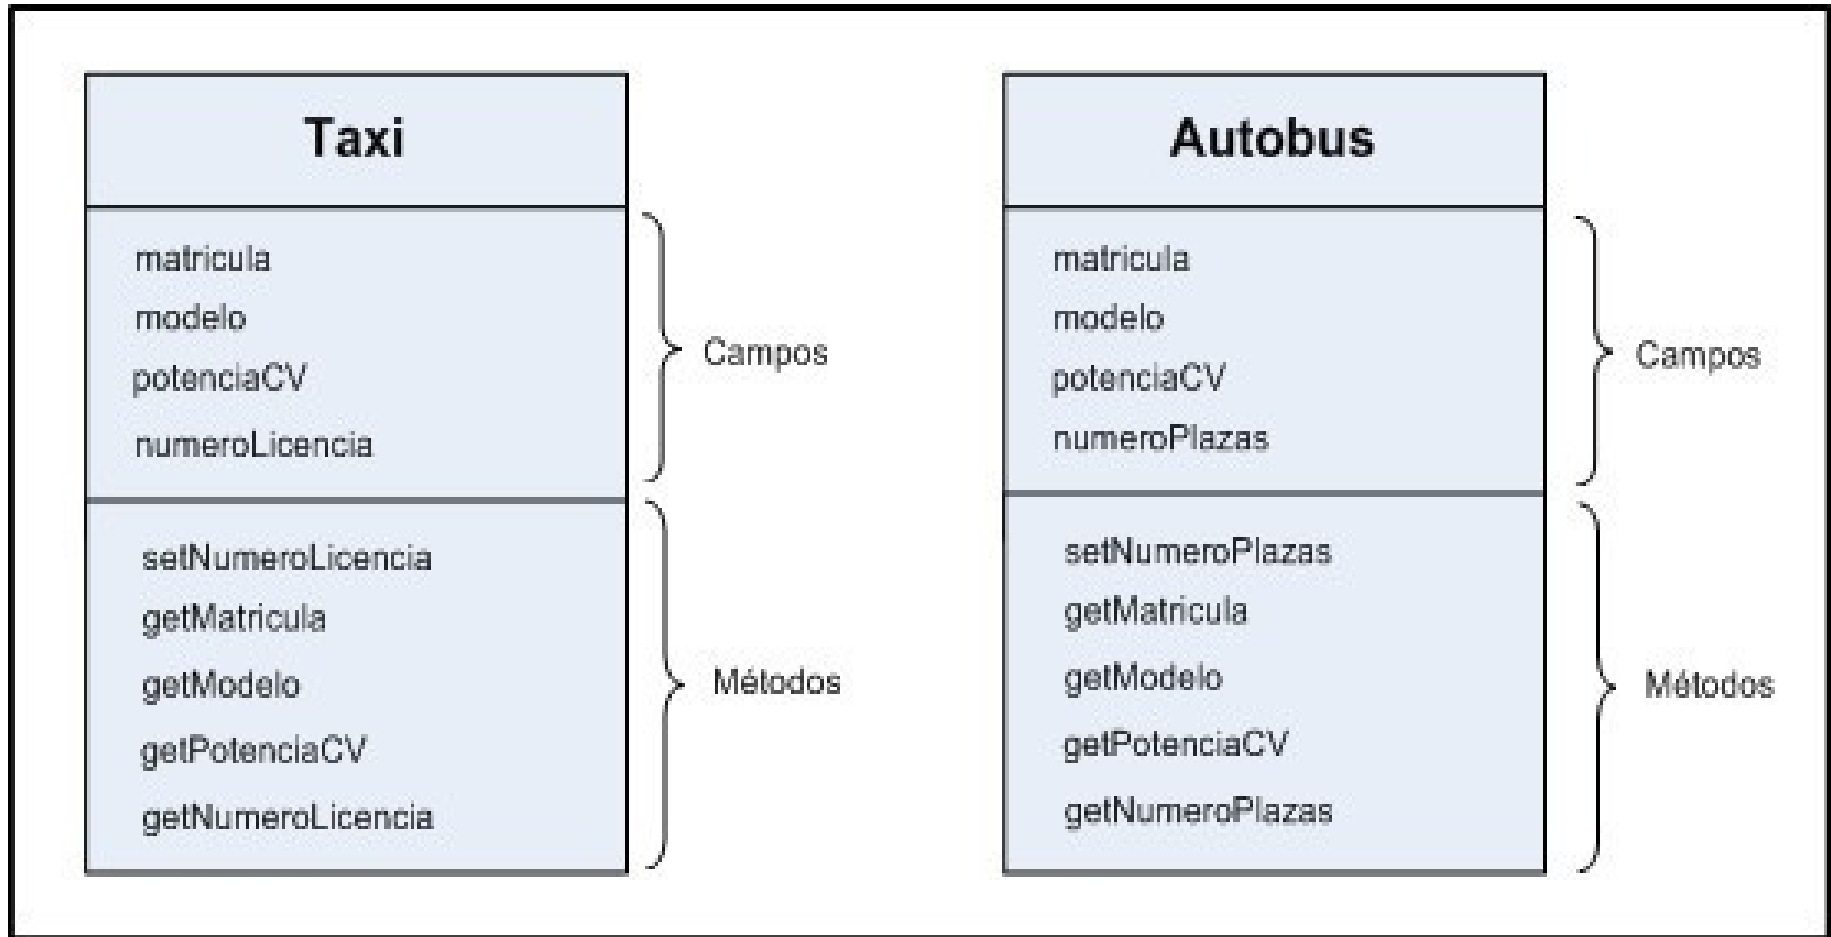 Taxi
matricula
modelo
potenciaCV
numeroLicencia
Campos
setNumeroLicencia
getMatricula
getModelo
getPotenciaCV
getNumeroLicencia
Métodos
Autobus
matricula
modelo
potenciaCV
numeroPlazas
Campos
setNumeroPlazas
getMatricula
getModelo
getPotenciaCV
getNumeroPlazas
Métodos